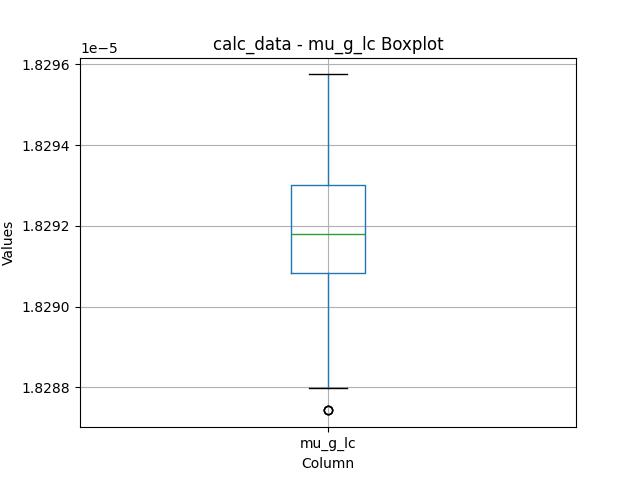 calc_data - mu_g_lc Boxplot
1e−5
1.8296
1.8294
1.8292
1.8290
1.8288
Values
mu_g_lc
Column